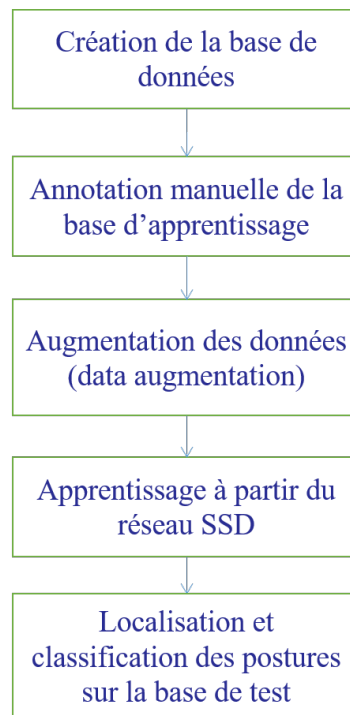 Création de la base de
données
Annotation manuelle de la
base d’apprentissage
Augmentation des données
(data augmentation)
Apprentissage à partir du
réseau SSD
Localisation et
classification des postures
sur la base de test